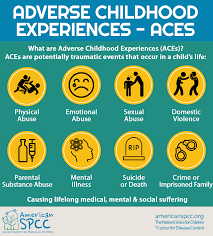 ADVERSE CHILDHOOD
EXPERIENCES - ACES
What are Adverse Childhood Experiences (ACEs)?
ACEs are potentially traumatic events that occur in a child's life:
Physical
Abuse
Emotional
Abuse
Sexual
Abuse
Domestic
Violence
Parental
Substance Abuse
Mental
Illness
RIP
Suicide
or Death
Crime or
Imprisoned Family
Causing lifelong medical, mental & social suffering
American
SPCC
americanspcc.org
The Nation's Voice for Children
*Center for Disease Control